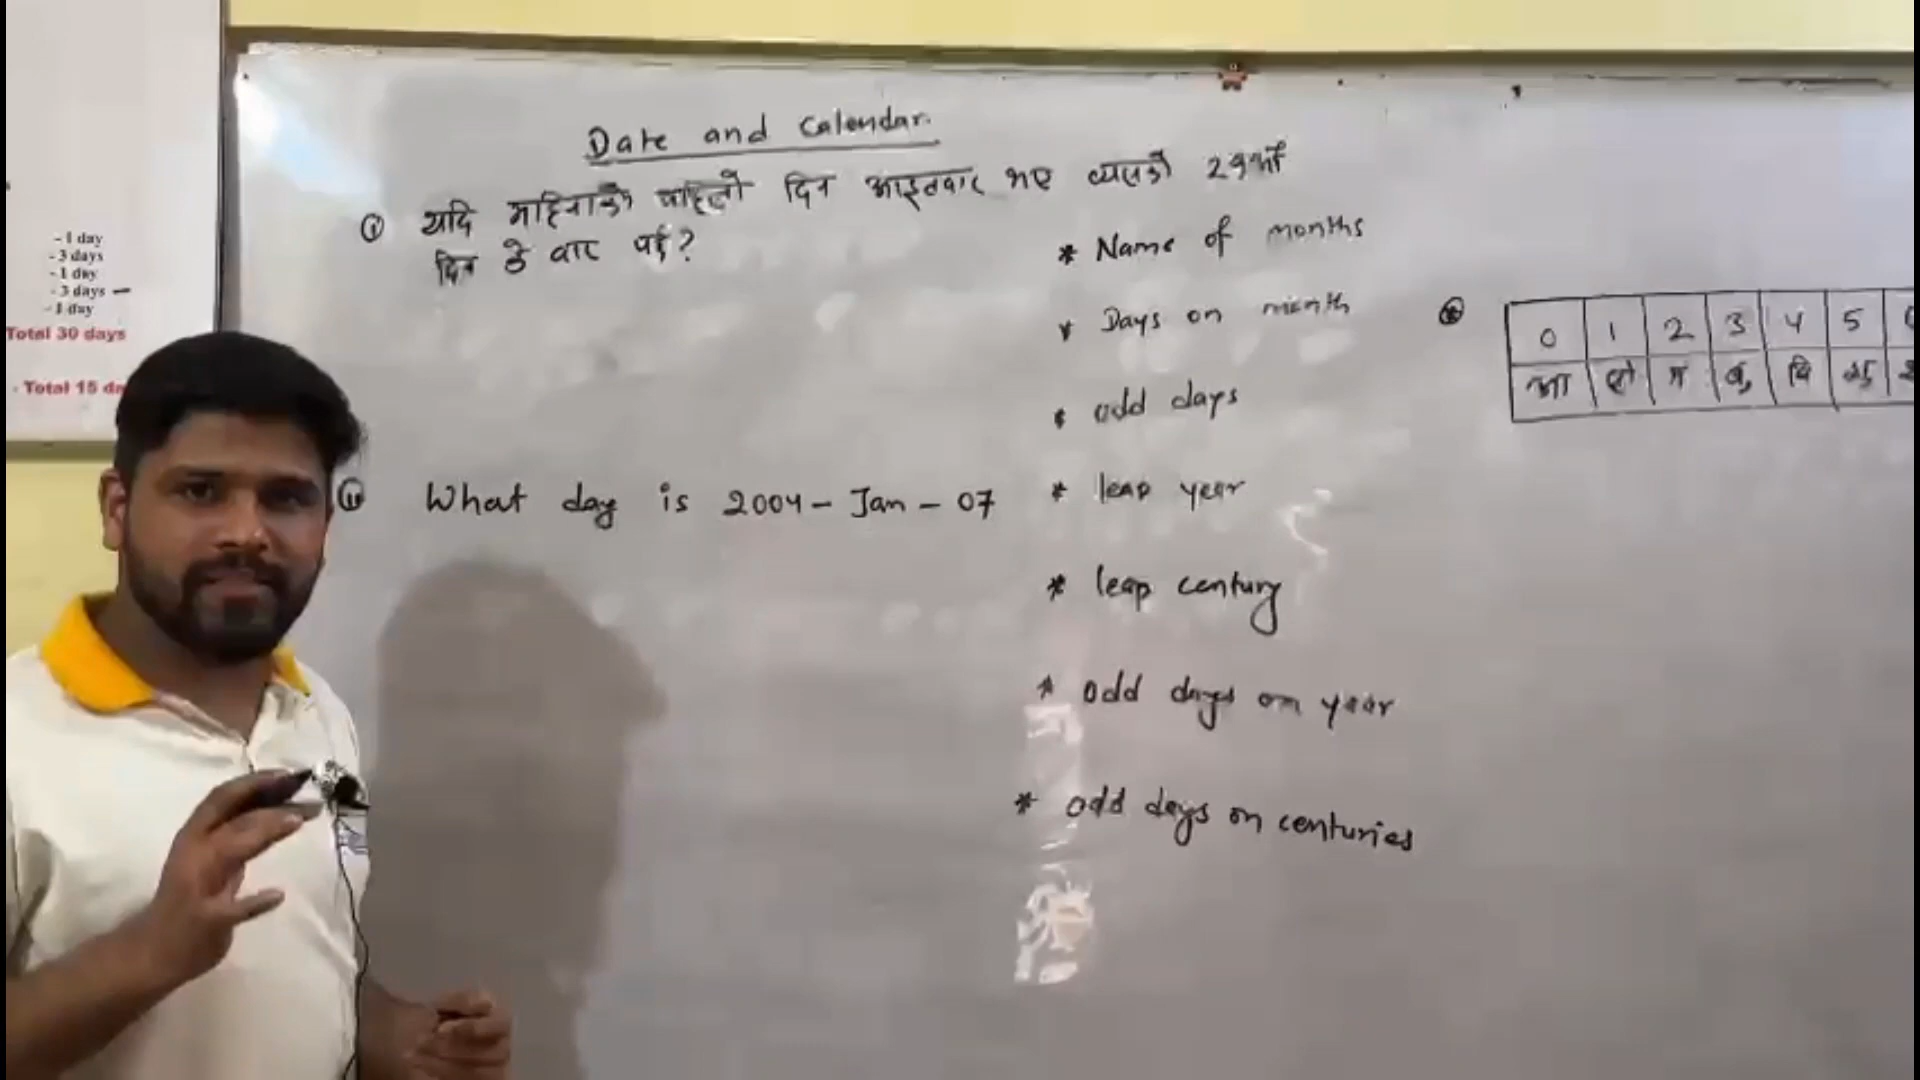 - 1 day
- 3 days
- 1 day
- 3 days
- 1 day
Total 30 days
- Total 15 da
Date and Calendar.
① यदि महिनाको पहिलो दिन आइतबार भए त्यसको 25औं
दिन के बार पर्छ?
ⅱ What day is 2004 - Jan - 07
* Name of months
* Days on month
* odd days
* leap year
* leap century
* odd days on year
* odd days on centuries
0 1 2 3 4 5
आ सो मं बु वि शु